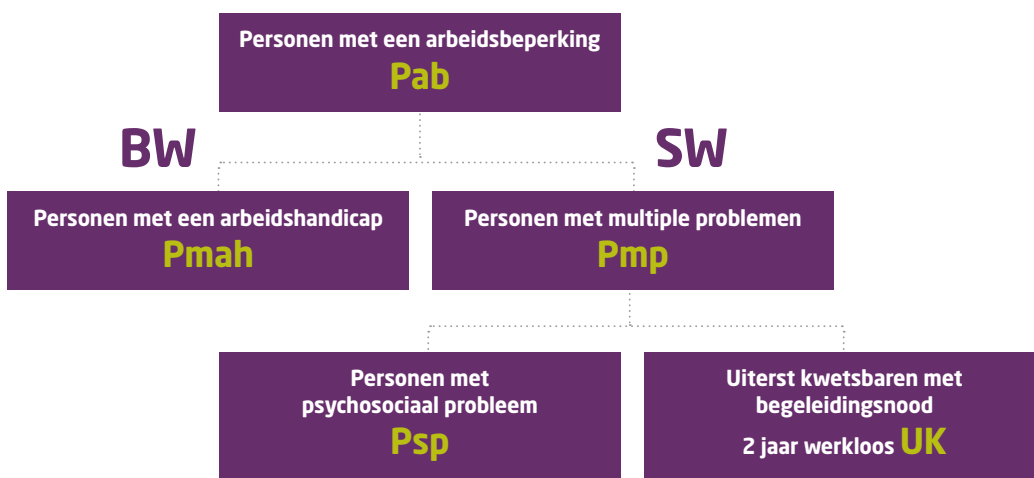 Personen met een arbeidsbeperking
Pab
BW
SW
Personen met een arbeidshandicap
Pmah
Personen met multiple problemen
Pmp
Personen met
psychosociaal probleem
Psp
Uiterst kwetsbaren met
begeleidingsnood
2 jaar werkloos UK